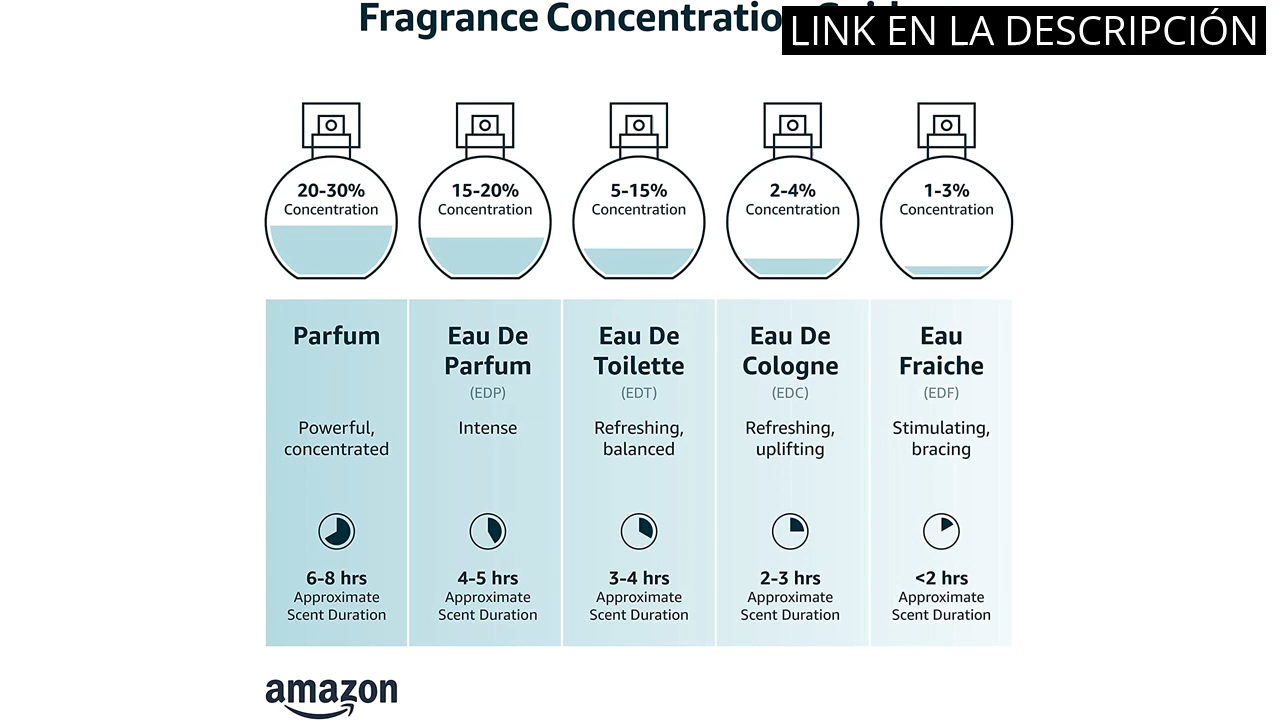 Fragrance Concentration
LINK EN LA DESCRIPCIÓN
20-30%
Concentration
15-20%
Concentration
5-15%
Concentration
2-4%
Concentration
1-3%
Concentration
Parfum
Powerful,
concentrated
6-8 hrs
Approximate
Scent Duration
Eau De
Parfum
(EDP)
Intense
4-5 hrs
Approximate
Scent Duration
Eau De
Toilette
(EDT)
Refreshing,
balanced
3-4 hrs
Approximate
Scent Duration
Eau De
Cologne
(EDC)
Refreshing,
uplifting
2-3 hrs
Approximate
Scent Duration
Eau
Fraiche
(EDF)
Stimulating,
bracing
<2 hrs
Approximate
Scent Duration
amazon